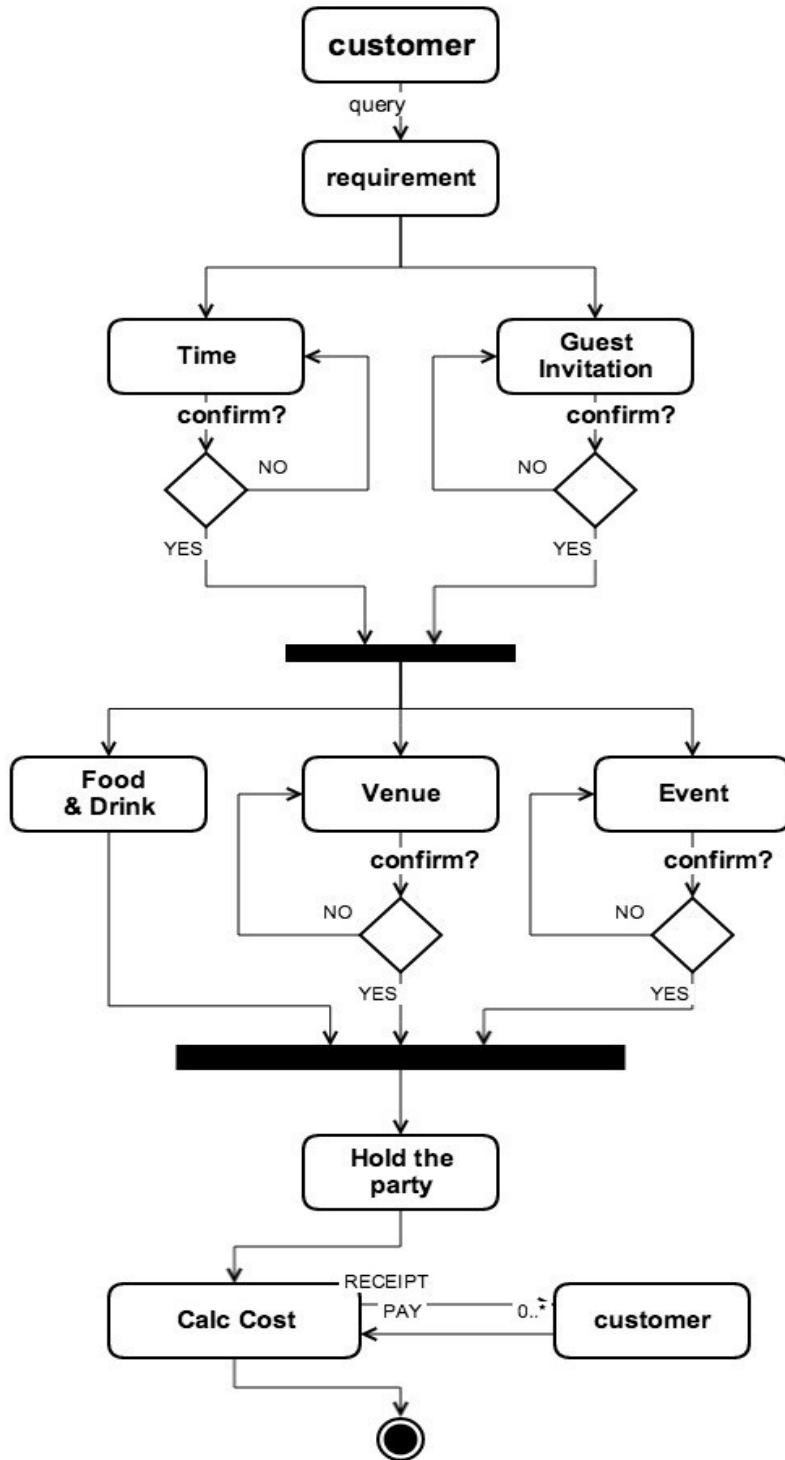 customer
query
requirement
Time
Guest
Invitation
confirm?
confirm?
NO
NO
YES
YES
Food
& Drink
Venue
Event
confirm?
confirm?
NO
NO
YES
YES
Hold the
party
RECEIPT
Calc Cost
PAY
0..*
customer